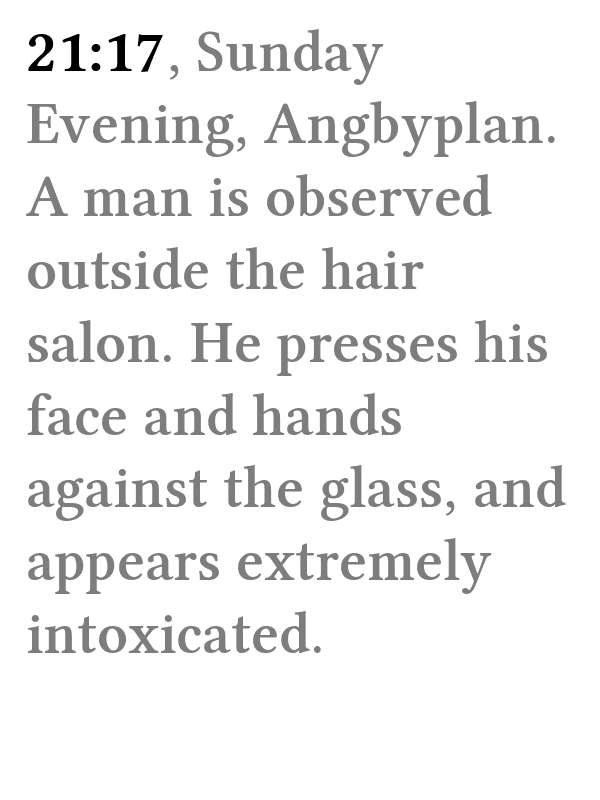 21:17, Sunday
Evening, Angbyplan.
A man is observed
outside the hair
salon. He presses his
face and hands
against the glass, and
appears extremely
intoxicated.